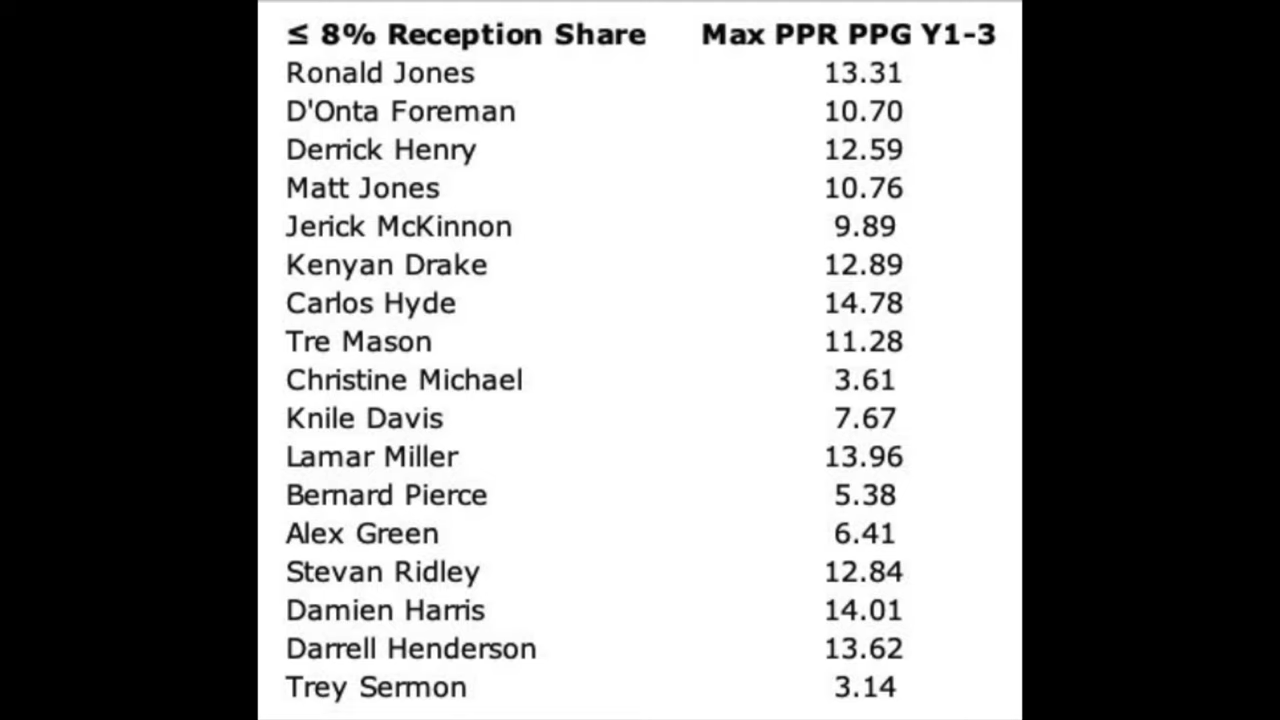 ≤ 8% Reception Share Max PPR PPG Y1-3
Ronald Jones 13.31
D'Onta Foreman 10.70
Derrick Henry 12.59
Matt Jones 10.76
Jerick McKinnon 9.89
Kenyan Drake 12.89
Carlos Hyde 14.78
Tre Mason 11.28
Christine Michael 3.61
Knile Davis 7.67
Lamar Miller 13.96
Bernard Pierce 5.38
Alex Green 6.41
Stevan Ridley 12.84
Damien Harris 14.01
Darrell Henderson 13.62
Trey Sermon 3.14